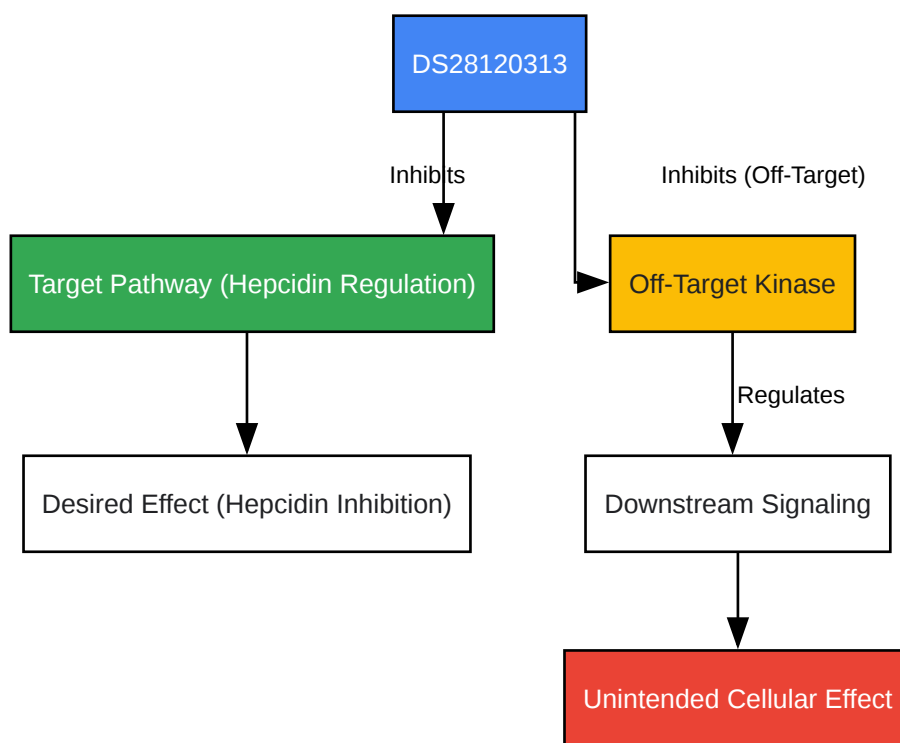 DS28120313
Inhibits
Inhibits (Off-Target)
Target Pathway (Hepcidin Regulation)
Off-Target Kinase
Regulates
Desired Effect (Hepcidin Inhibition)
Downstream Signaling
Unintended Cellular Effect